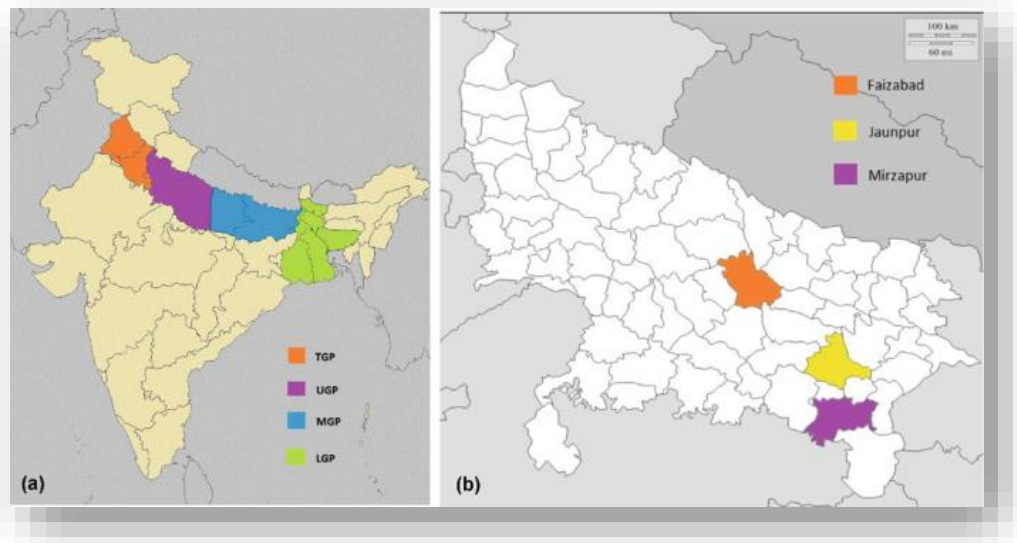 TGP
UGP
MGP
LGP
(a)
100 km
60 mi
Faizabad
Jaunpur
Mirzapur
(b)